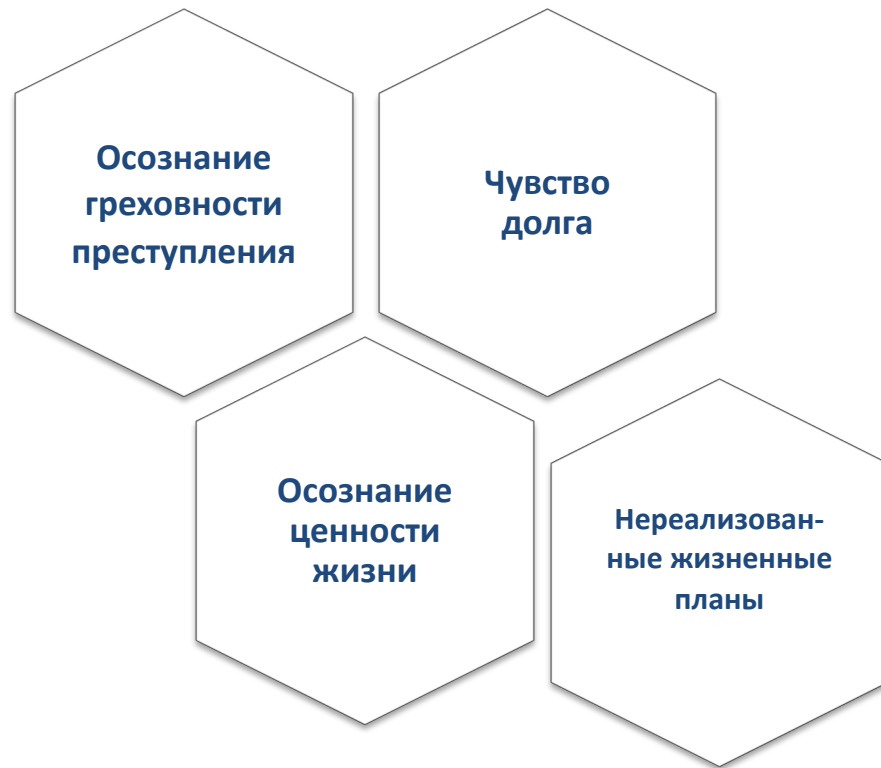 Осознание
греховности
преступления
Чувство
долга
Осознание
ценности
жизни
Нереализован-
ные жизненные
планы